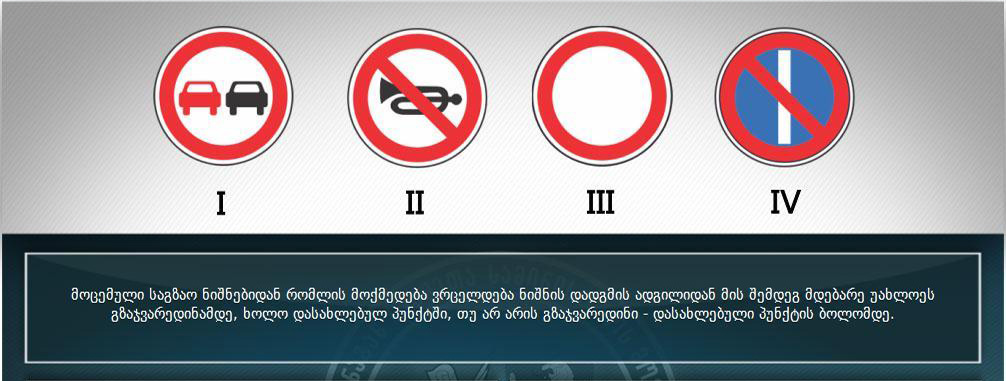 I II III IV
მოცემული საგზაო ნიშნებიდან რომლის მოქმედება ვრცელდება ნიშნის დადგმის ადგილიდან მის შემდეგ მდებარე უახლოეს
გზაჯვარედინამდე, ხოლო დასახლებულ პუნქტში, თუ არ არის გზაჯვარედინი - დასახლებული პუნქტის ბოლომდე.